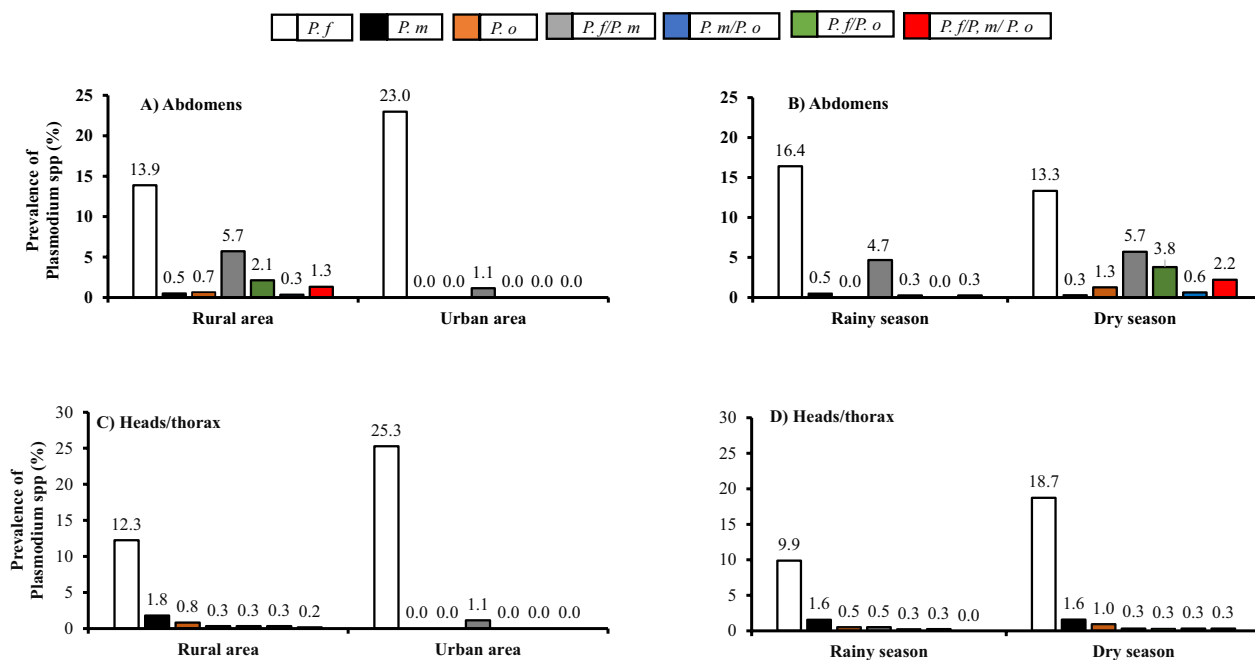 P. f P. m P. o P. f/P. m P. m/P. o P. f/P. o P. f/P, m/ P. o
A) Abdomens
Prevalence of
Plasmodium spp (%)
25
20
15
10
5
0
13.9 0.5 0.7 5.7 2.1 0.3 1.3
23.0 0.0 0.0 1.1 0.0 0.0 0.0
Rural area Urban area
B) Abdomens
25
20
15
10
5
0
16.4 0.5 0.0 4.7 0.3 0.0 0.3
13.3 0.3 1.3 5.7 3.8 0.6 2.2
Rainy season Dry season
C) Heads/thorax
Prevalence of
Plasmodium spp (%)
30
25
20
15
10
5
0
12.3 1.8 0.8 0.3 0.3 0.3 0.2
25.3 0.0 0.0 1.1 0.0 0.0 0.0
Rural area Urban area
D) Heads/thorax
30
25
20
15
10
5
0
9.9 1.6 0.5 0.5 0.3 0.3 0.0
18.7 1.6 1.0 0.3 0.3 0.3 0.3
Rainy season Dry season